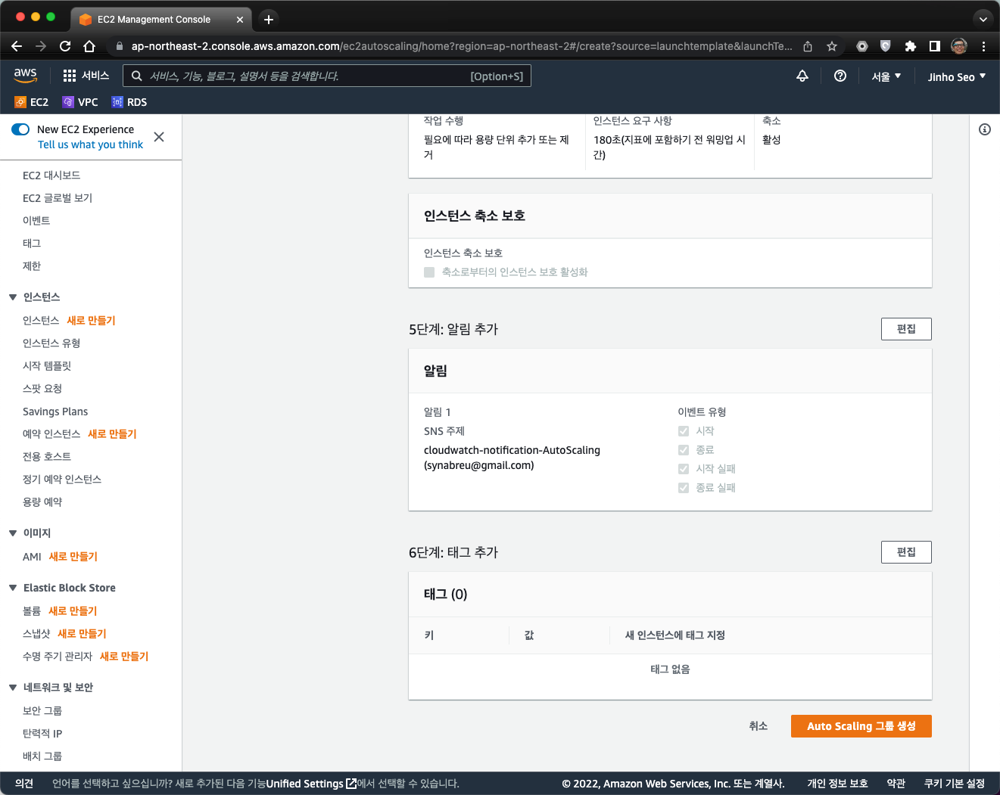 EC2 Management Console
ap-northeast-2.console.aws.amazon.com/ec2autoscaling/home?region=ap-northeast-2#/create?source=launchtemplate&launchTe...
aws
서비스
서비스, 기능, 블로그, 설명서 등을 검색합니다.
[Option+S]
서울
Jinho Seo
EC2
VPC
RDS
New EC2 Experience
Tell us what you think
EC2 대시보드
EC2 글로벌 보기
이벤트
태그
제한
인스턴스
인스턴스 새로 만들기
인스턴스 유형
시작 템플릿
스팟 요청
Savings Plans
예약 인스턴스 새로 만들기
전용 호스트
정기 예약 인스턴스
용량 예약
이미지
AMI 새로 만들기
Elastic Block Store
볼륨 새로 만들기
스냅샷 새로 만들기
수명 주기 관리자 새로 만들기
네트워크 및 보안
보안 그룹
탄력적 IP
배치 그룹
작업 수행
필요에 따라 용량 단위 추가 또는 제
거
인스턴스 요구 사항
180초(지표에 포함하기 전 워밍업 시
간)
축소
활성
인스턴스 축소 보호
인스턴스 축소 보호
축소로부터의 인스턴스 보호 활성화
5단계: 알림 추가
편집
알림
알림 1
SNS 주제
cloudwatch-notification-AutoScaling
(synabreu@gmail.com)
이벤트 유형
시작
종료
시작 실패
종료 실패
6단계: 태그 추가
편집
태그 (0)
키
값
새 인스턴스에 태그 지정
태그 없음
취소
Auto Scaling 그룹 생성
의견
언어를 선택하고 싶으십니까? 새로 추가된 다음 기능Unified Settings에서 선택할 수 있습니다.
© 2022, Amazon Web Services, Inc. 또는 계열사.
개인 정보 보호
약관
쿠키 기본 설정